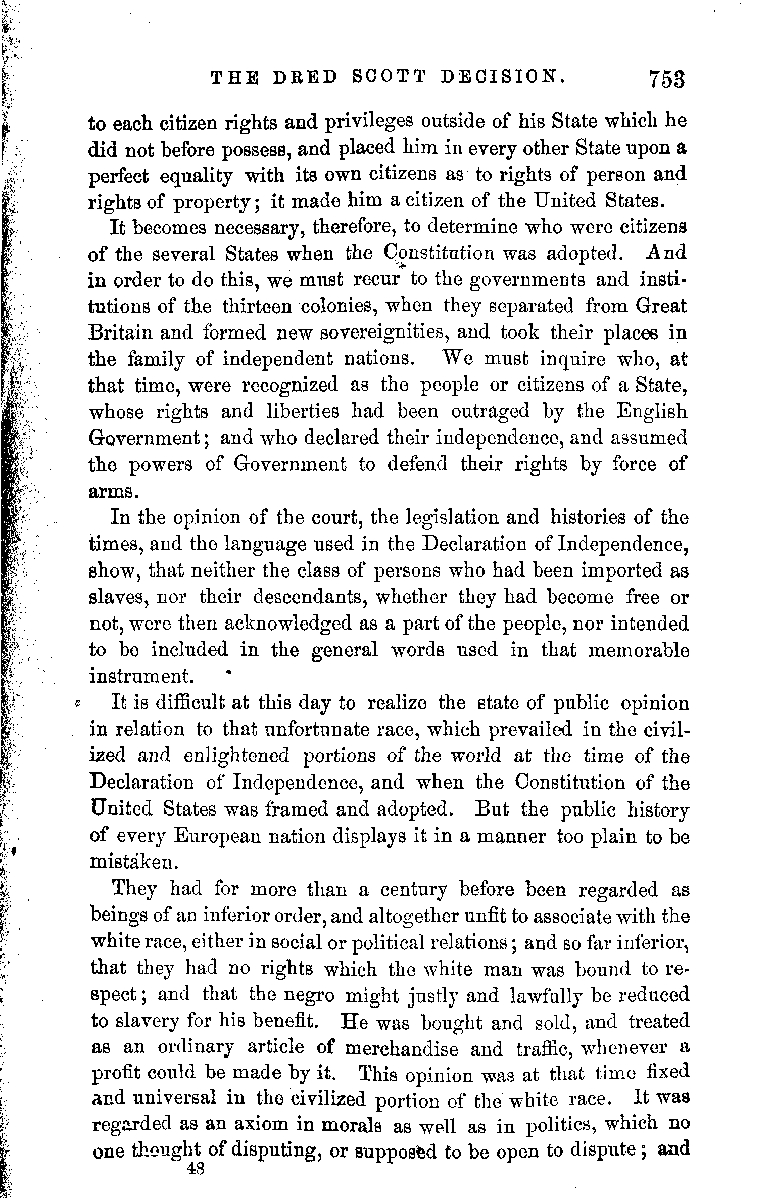 THE DRED SCOTT DECISION. 753
to each citizen rights and privileges outside of his State which he
did not before possess, and placed him in every other State upon a
perfect equality with its own citizens as to rights of person and
rights of property; it made him a citizen of the United States.
It becomes necessary, therefore, to determine who were citizens
of the several States when the Constitution was adopted. And
in order to do this, we must recur to the governments and insti-
tutions of the thirteen colonies, when they separated from Great
Britain and formed new sovereignities, and took their places in
the family of independent nations. We must inquire who, at
that time, were recognized as the people or citizens of a State,
whose rights and liberties had been outraged by the English
Government; and who declared their independence, and assumed
the powers of Government to defend their rights by force of
arms.
In the opinion of the court, the legislation and histories of the
times, and the language used in the Declaration of Independence,
show, that neither the class of persons who had been imported as
slaves, nor their descendants, whether they had become free or
not, were then acknowledged as a part of the people, nor intended
to be included in the general words used in that memorable
instrument.
It is difficult at this day to realize the state of public opinion
in relation to that unfortunate race, which prevailed in the civil-
ized and enlightened portions of the world at the time of the
Declaration of Independence, and when the Constitution of the
United States was framed and adopted. But the public history
of every European nation displays it in a manner too plain to be
mistaken.
They had for more than a century before been regarded as
beings of an inferior order, and altogether unfit to associate with the
white race, either in social or political relations; and so far inferior,
that they had no rights which the white man was bound to re-
spect; and that the negro might justly and lawfully be reduced
to slavery for his benefit. He was bought and sold, and treated
as an ordinary article of merchandise and traffic, whenever a
profit could be made by it. This opinion was at that time fixed
and universal in the civilized portion of the white race. It was
regarded as an axiom in morals as well as in politics, which no
one thought of disputing, or supposed to be open to dispute; and
48